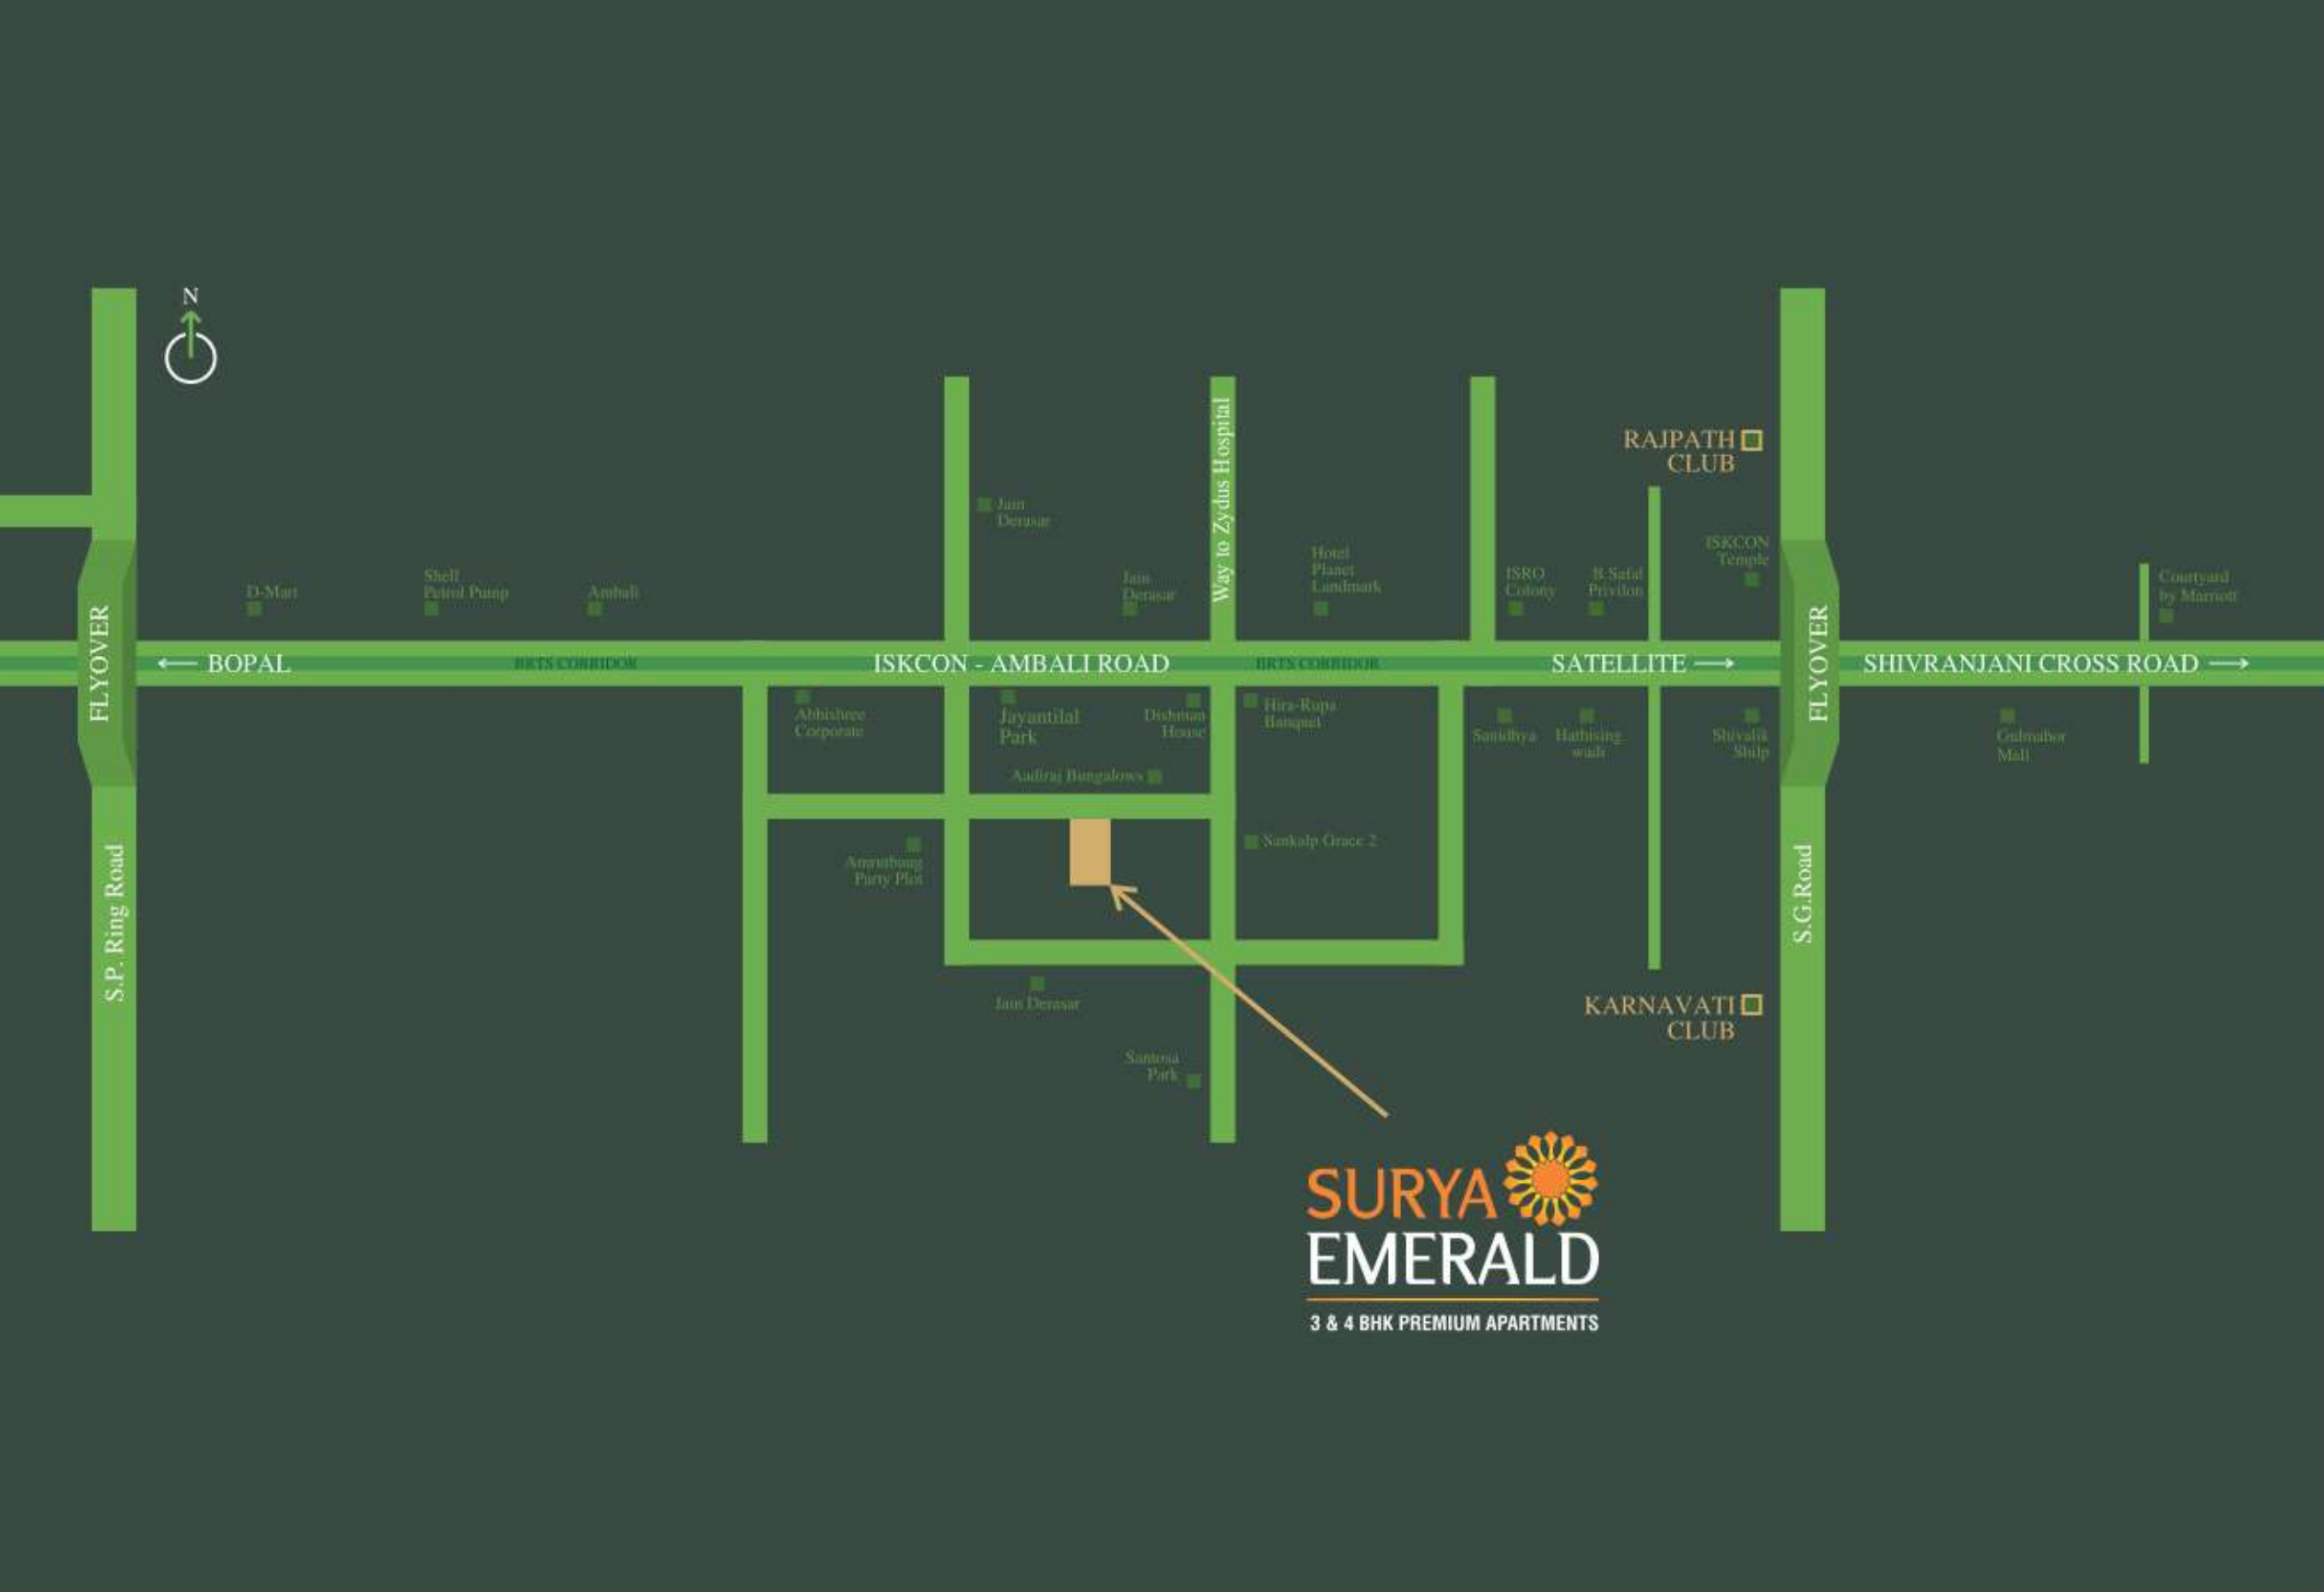 N
RAJPATH
CLUB
Way to Zydus Hospital
Jain
Derasar
ISKCON
Temple
Hotel
Planet
Landmark
D-Mart
Shell
Petrol Pump
Ambali
Jain
Derasar
ISRO
Colony
B.Safal
Privilon
Courtyard
by Marriott
FLYOVER
← BOPAL
BRTS CORRIDOR
ISKCON - AMBALI ROAD
BRTS CORRIDOR
SATELLITE →
FLYOVER
SHIVRANJANI CROSS ROAD →
Abhishree
Corporate
Jayantilal
Park
Dishman
House
Hira-Rupa
Banquet
Sanidhya
Hathising
wadi
Shivalik
Shilp
Gulmahor
Mall
Aadiraj Bungalows
Sankalp Grace 2
Amrutbaug
Party Plot
S.P. Ring Road
S.G.Road
Jain Derasar
KARNAVATI
CLUB
Santosa
Park
SURYA
EMERALD
3 & 4 BHK PREMIUM APARTMENTS